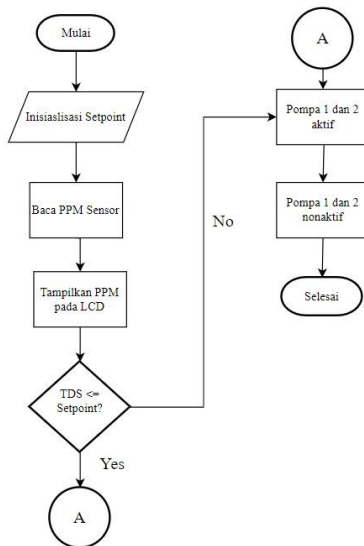 Mulai
Inisiaslisasi Setpoint
Baca PPM Sensor
Tampilkan PPM
pada LCD
TDS <=
Setpoint?
Yes
A
No
A
Pompa 1 dan 2
aktif
Pompa 1 dan 2
nonaktif
Selesai